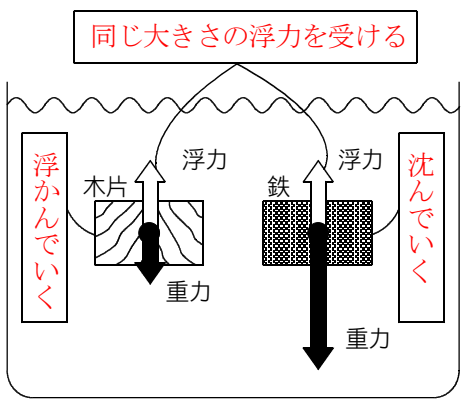 同じ大きさの浮力を受ける
浮かんでいく
木片
浮力
重力
鉄
浮力
重力
沈んでいく